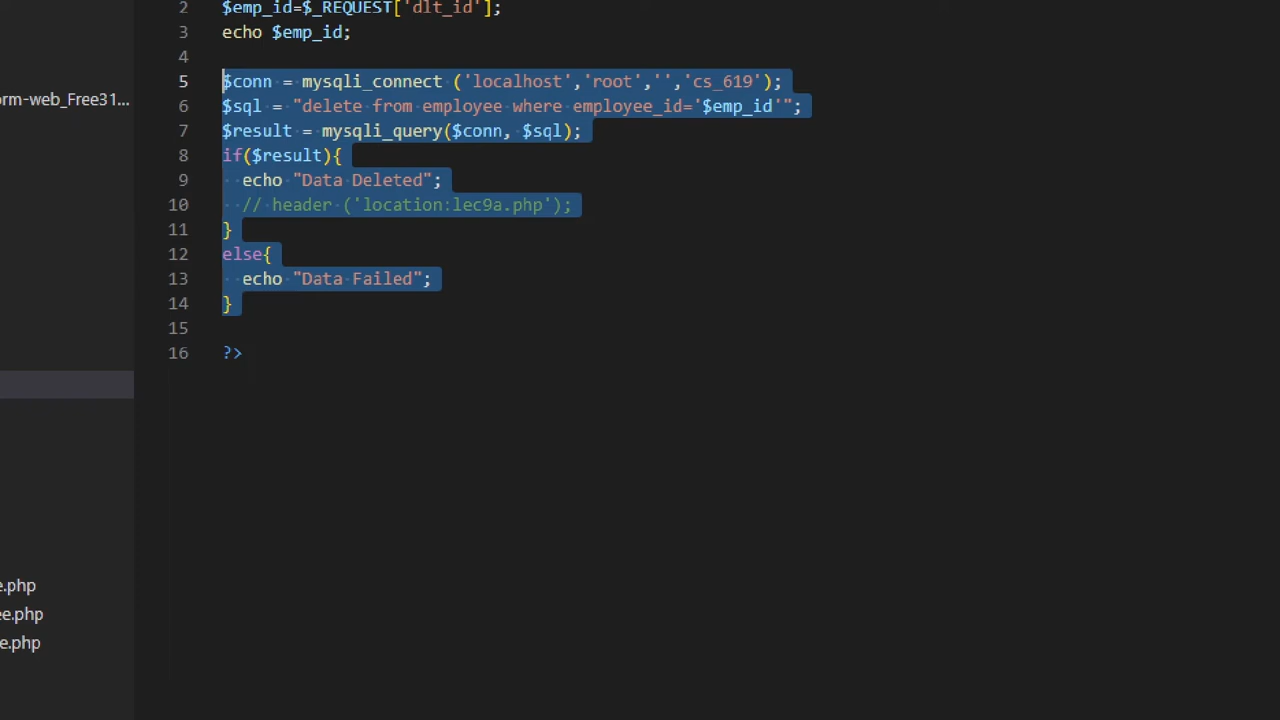 2 $emp_id=$_REQUEST['dlt_id'];
3 echo $emp_id;
4
5 $conn = mysqli_connect ('localhost','root','','cs_619');
6 $sql = "delete from employee where employee_id='$emp_id'";
7 $result = mysqli_query($conn, $sql);
8 if($result){
9 echo "Data Deleted";
10 // header ('location:lec9a.php');
11 }
12 else{
13 echo "Data Failed";
14 }
15
16 ?>
orm-web_Free31...
e.php
ee.php
e.php